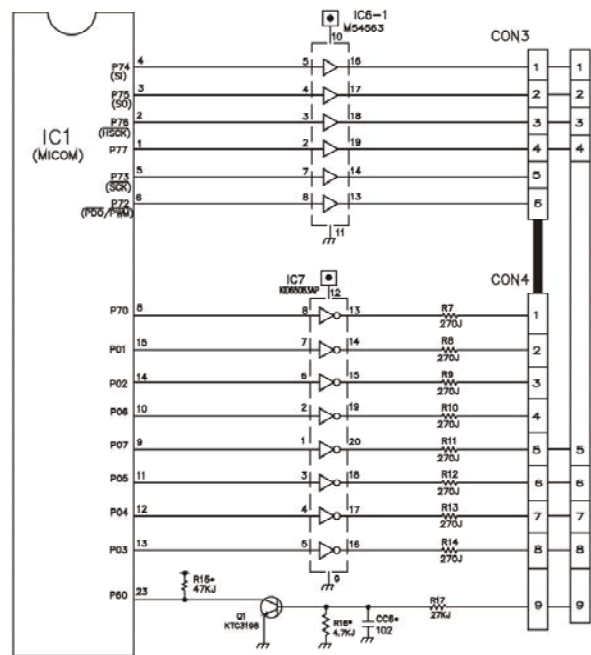 IC6-1
M54563
10
CON3
P74 4 5 16 1 1
(SI)
P75 3 4 17 2 2
(SO)
P76 2 3 18 3 3
(HSCK)
IC1
(MICOM)
P77 1 2 19 4 4
P73 5 7 14 5
(SCK)
P72 6 8 13 6
(PDO/PWM)
11
IC7
KID65083AP
12
CON4
P70 8 8 13 R7 1
270J
P01 15 7 14 R8 2
270J
P02 14 6 15 R9 3
270J
P06 10 2 19 R10 4
270J
P07 9 1 20 R11 5 5
270J
P05 11 3 18 R12 6 6
270J
P04 12 4 17 R13 7 7
270J
P03 13 5 16 R14 8 8
270J
9
R15*
47KJ
P60 23 R17 9 9
27KJ
Q1
KTC3198
R16*
4.7KJ
CC6*
102